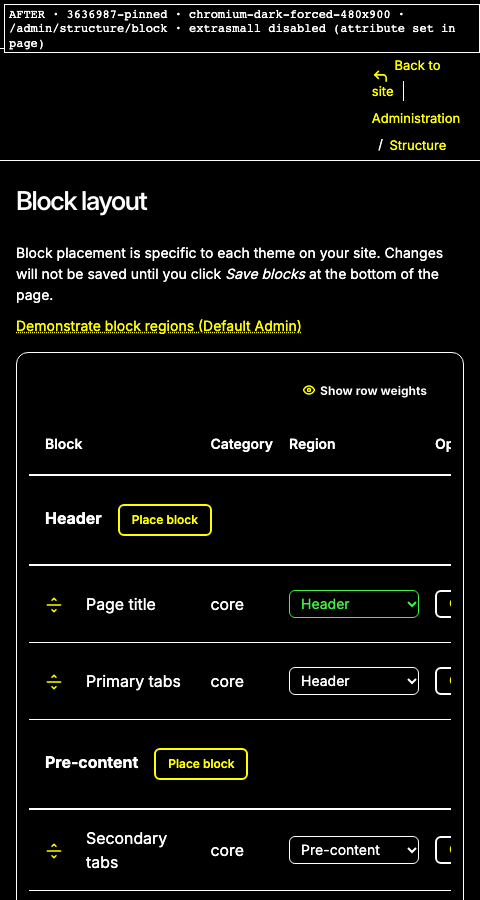 AFTER · 3636987-pinned · chromium-dark-forced-480x900 ·
/admin/structure/block · extrasmall disabled (attribute set in
page)
Back to
site
Administration
/ Structure
Block layout
Block placement is specific to each theme on your site. Changes
will not be saved until you click Save blocks at the bottom of the
page.
Demonstrate block regions (Default Admin)
Show row weights
Block Category Region Op
Header Place block
Page title core Header
Primary tabs core Header
Pre-content Place block
Secondary
tabs core Pre-content